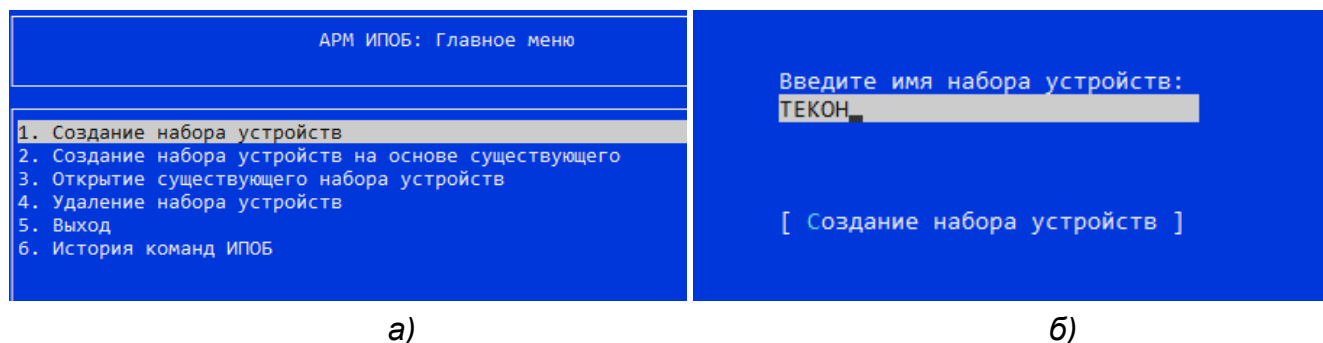 АРМ ИПОБ: Главное меню
1. Создание набора устройств
2. Создание набора устройств на основе существующего
3. Открытие существующего набора устройств
4. Удаление набора устройств
5. Выход
6. История команд ИПОБ
Введите имя набора устройств:
ТЕКОН_
[ Создание набора устройств ]
а)
б)